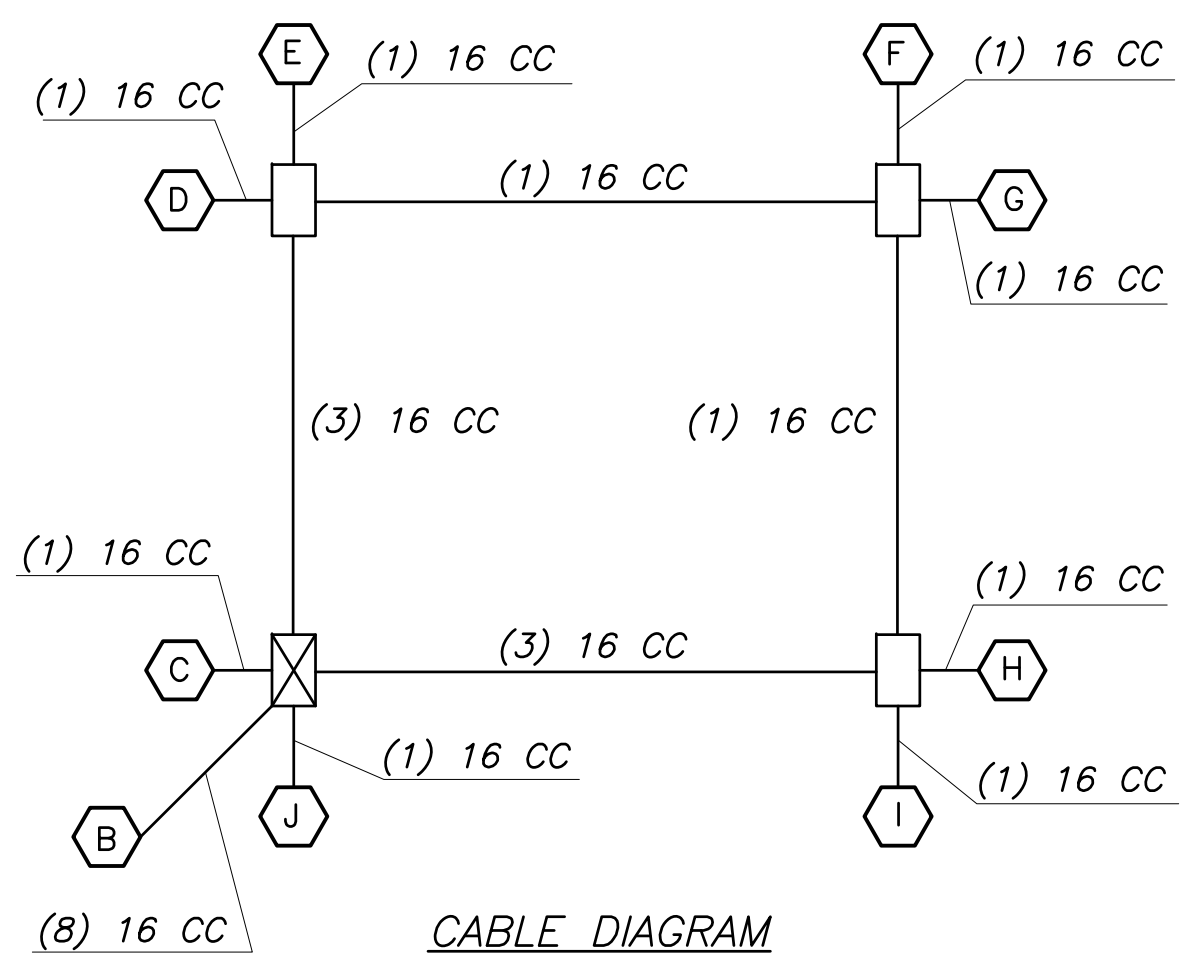 E
(1) 16 CC
F
(1) 16 CC
(1) 16 CC
D
(1) 16 CC
G
(1) 16 CC
(3) 16 CC
(1) 16 CC
(1) 16 CC
(1) 16 CC
C
(3) 16 CC
H
(1) 16 CC
(1) 16 CC
B
J
I
(8) 16 CC
CABLE DIAGRAM